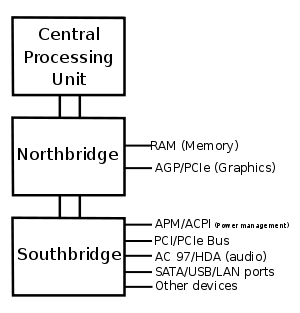 Central
Processing
Unit
Northbridge
RAM (Memory)
AGP/PCIe (Graphics)
Southbridge
APM/ACPI (Power management)
PCI/PCIe Bus
AC 97/HDA (audio)
SATA/USB/LAN ports
Other devices